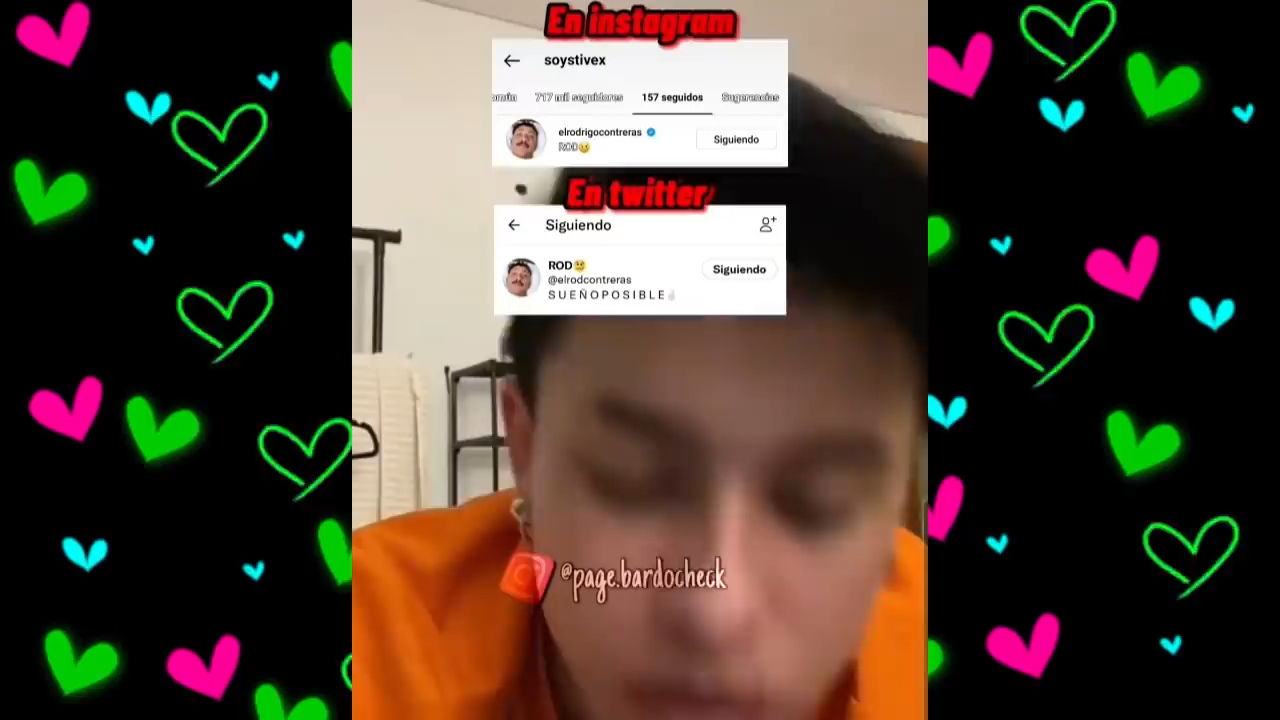 En instagram
soystivex
omún 717 mil seguidores 157 seguidos Sugerencias
elrodrigocontreras
ROD🤒 Siguiendo
En twitter
Siguiendo
ROD🤒
@elrodcontreras Siguiendo
S U E Ñ O P O S I B L E
@page.bardocheck